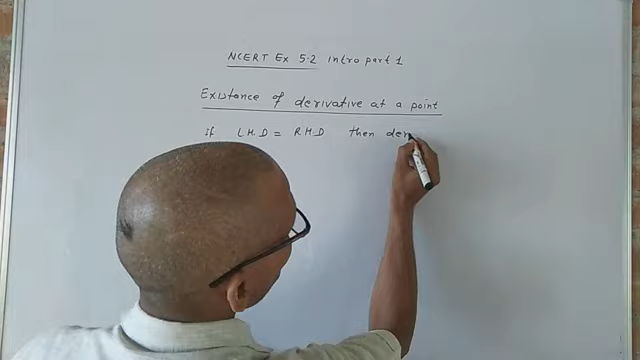 NCERT Ex 5.2 Intro part 1
Existance of derivative at a point
if L.H.D = R.H.D then der